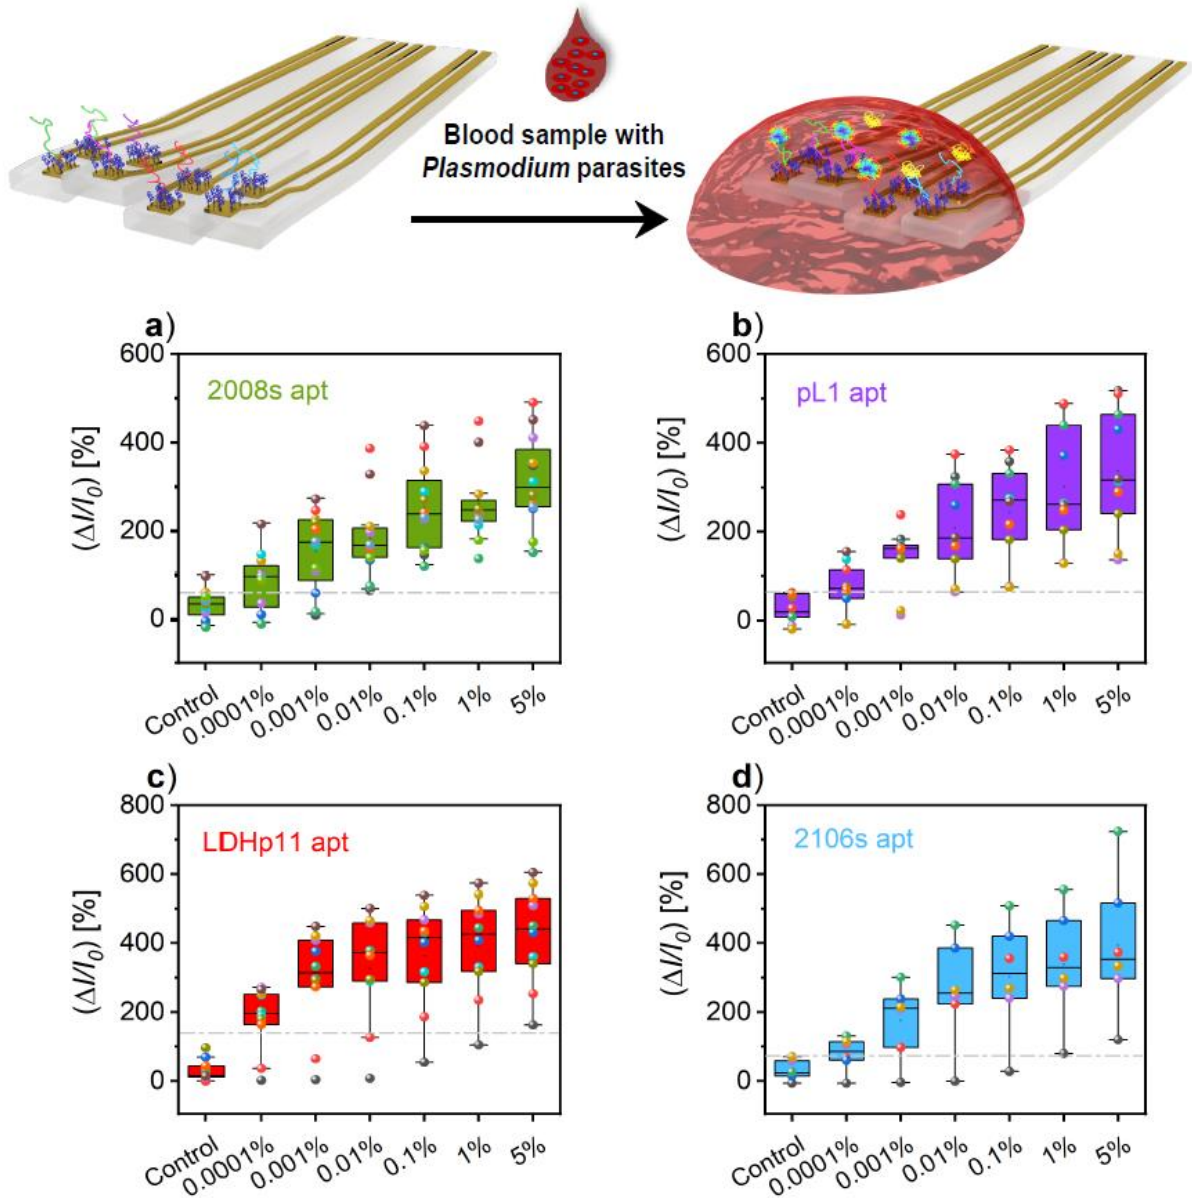 Blood sample with
Plasmodium parasites
a)
600
400
200
0
(ΔI/I0) [%]
2008s apt
Control
0.0001%
0.001%
0.01%
0.1%
1%
5%
b)
600
400
200
0
(ΔI/I0) [%]
pL1 apt
Control
0.0001%
0.001%
0.01%
0.1%
1%
5%
c)
800
600
400
200
0
(ΔI/I0) [%]
LDHp11 apt
Control
0.0001%
0.001%
0.01%
0.1%
1%
5%
d)
800
600
400
200
0
(ΔI/I0) [%]
2106s apt
Control
0.0001%
0.001%
0.01%
0.1%
1%
5%